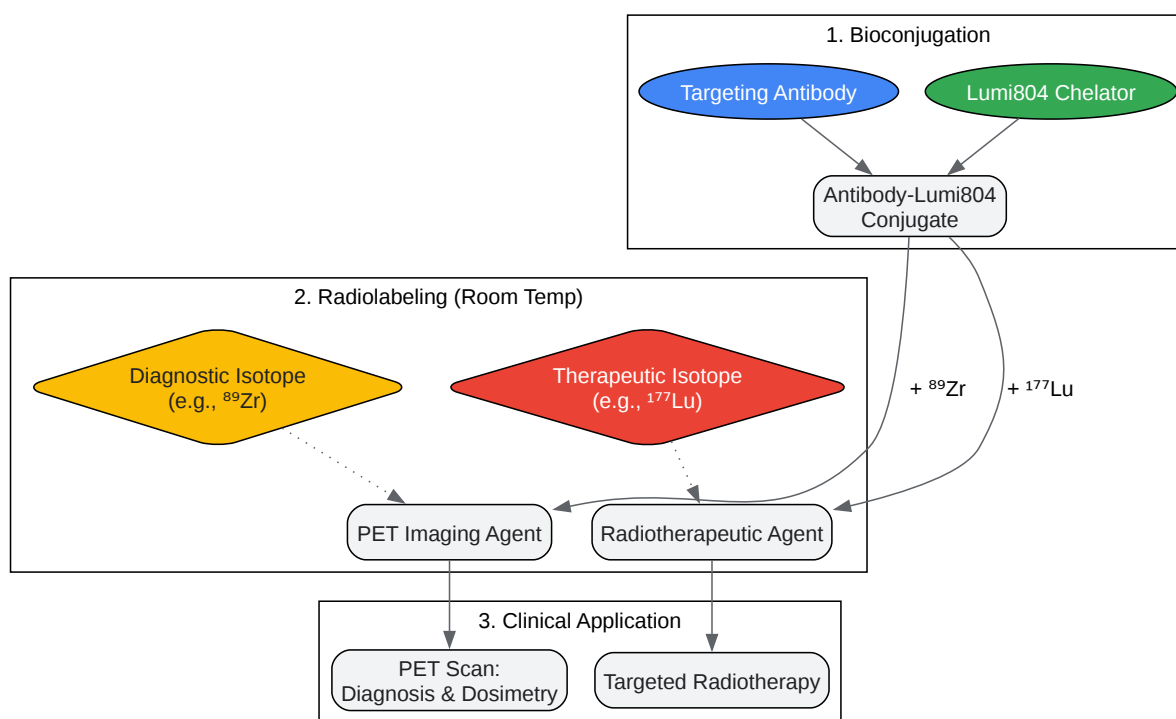 1. Bioconjugation
Targeting Antibody
Lumi804 Chelator
Antibody-Lumi804
Conjugate
2. Radiolabeling (Room Temp)
Diagnostic Isotope
(e.g., ⁸⁹Zr)
Therapeutic Isotope
(e.g., ¹⁷⁷Lu)
+ ⁸⁹Zr
+ ¹⁷⁷Lu
PET Imaging Agent
Radiotherapeutic Agent
3. Clinical Application
PET Scan:
Diagnosis & Dosimetry
Targeted Radiotherapy